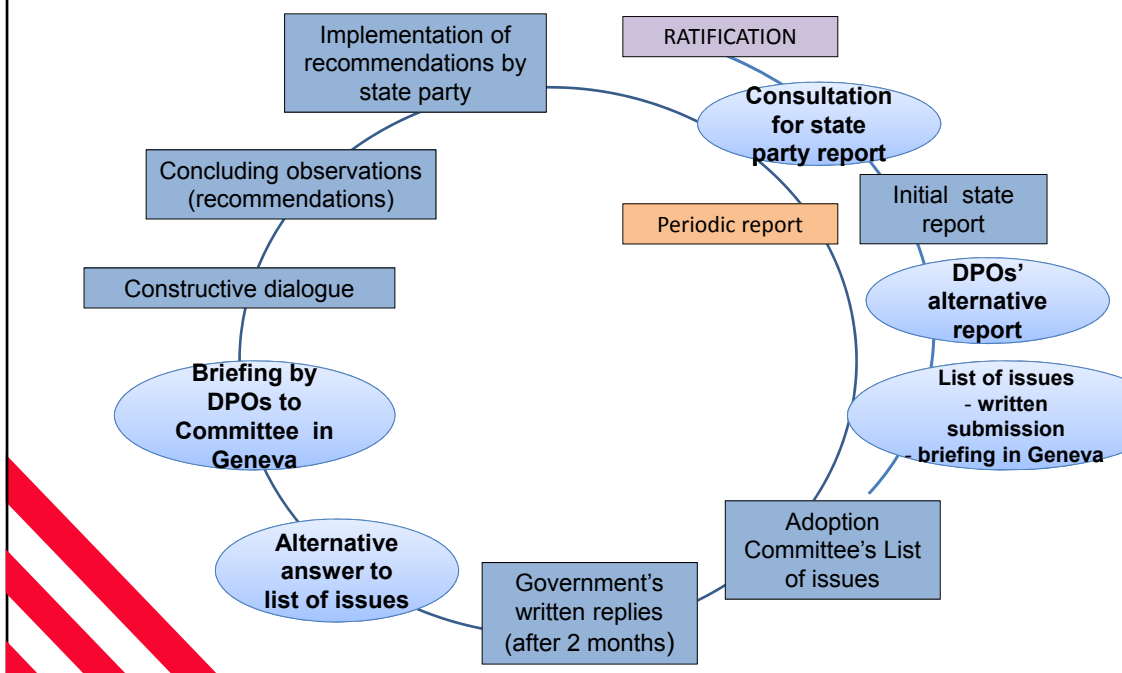 RATIFICATION
Consultation
for state
party report
Initial  state
report
DPOs’
alternative
report
List of issues
- written
submission
- briefing in Geneva
Periodic report
Adoption
Committee’s List
of issues
Government’s
written replies
(after 2 months)
Alternative
answer to
list of issues
Briefing by
DPOs to
Committee  in
Geneva
Constructive dialogue
Concluding observations
(recommendations)
Implementation of
recommendations by
state party